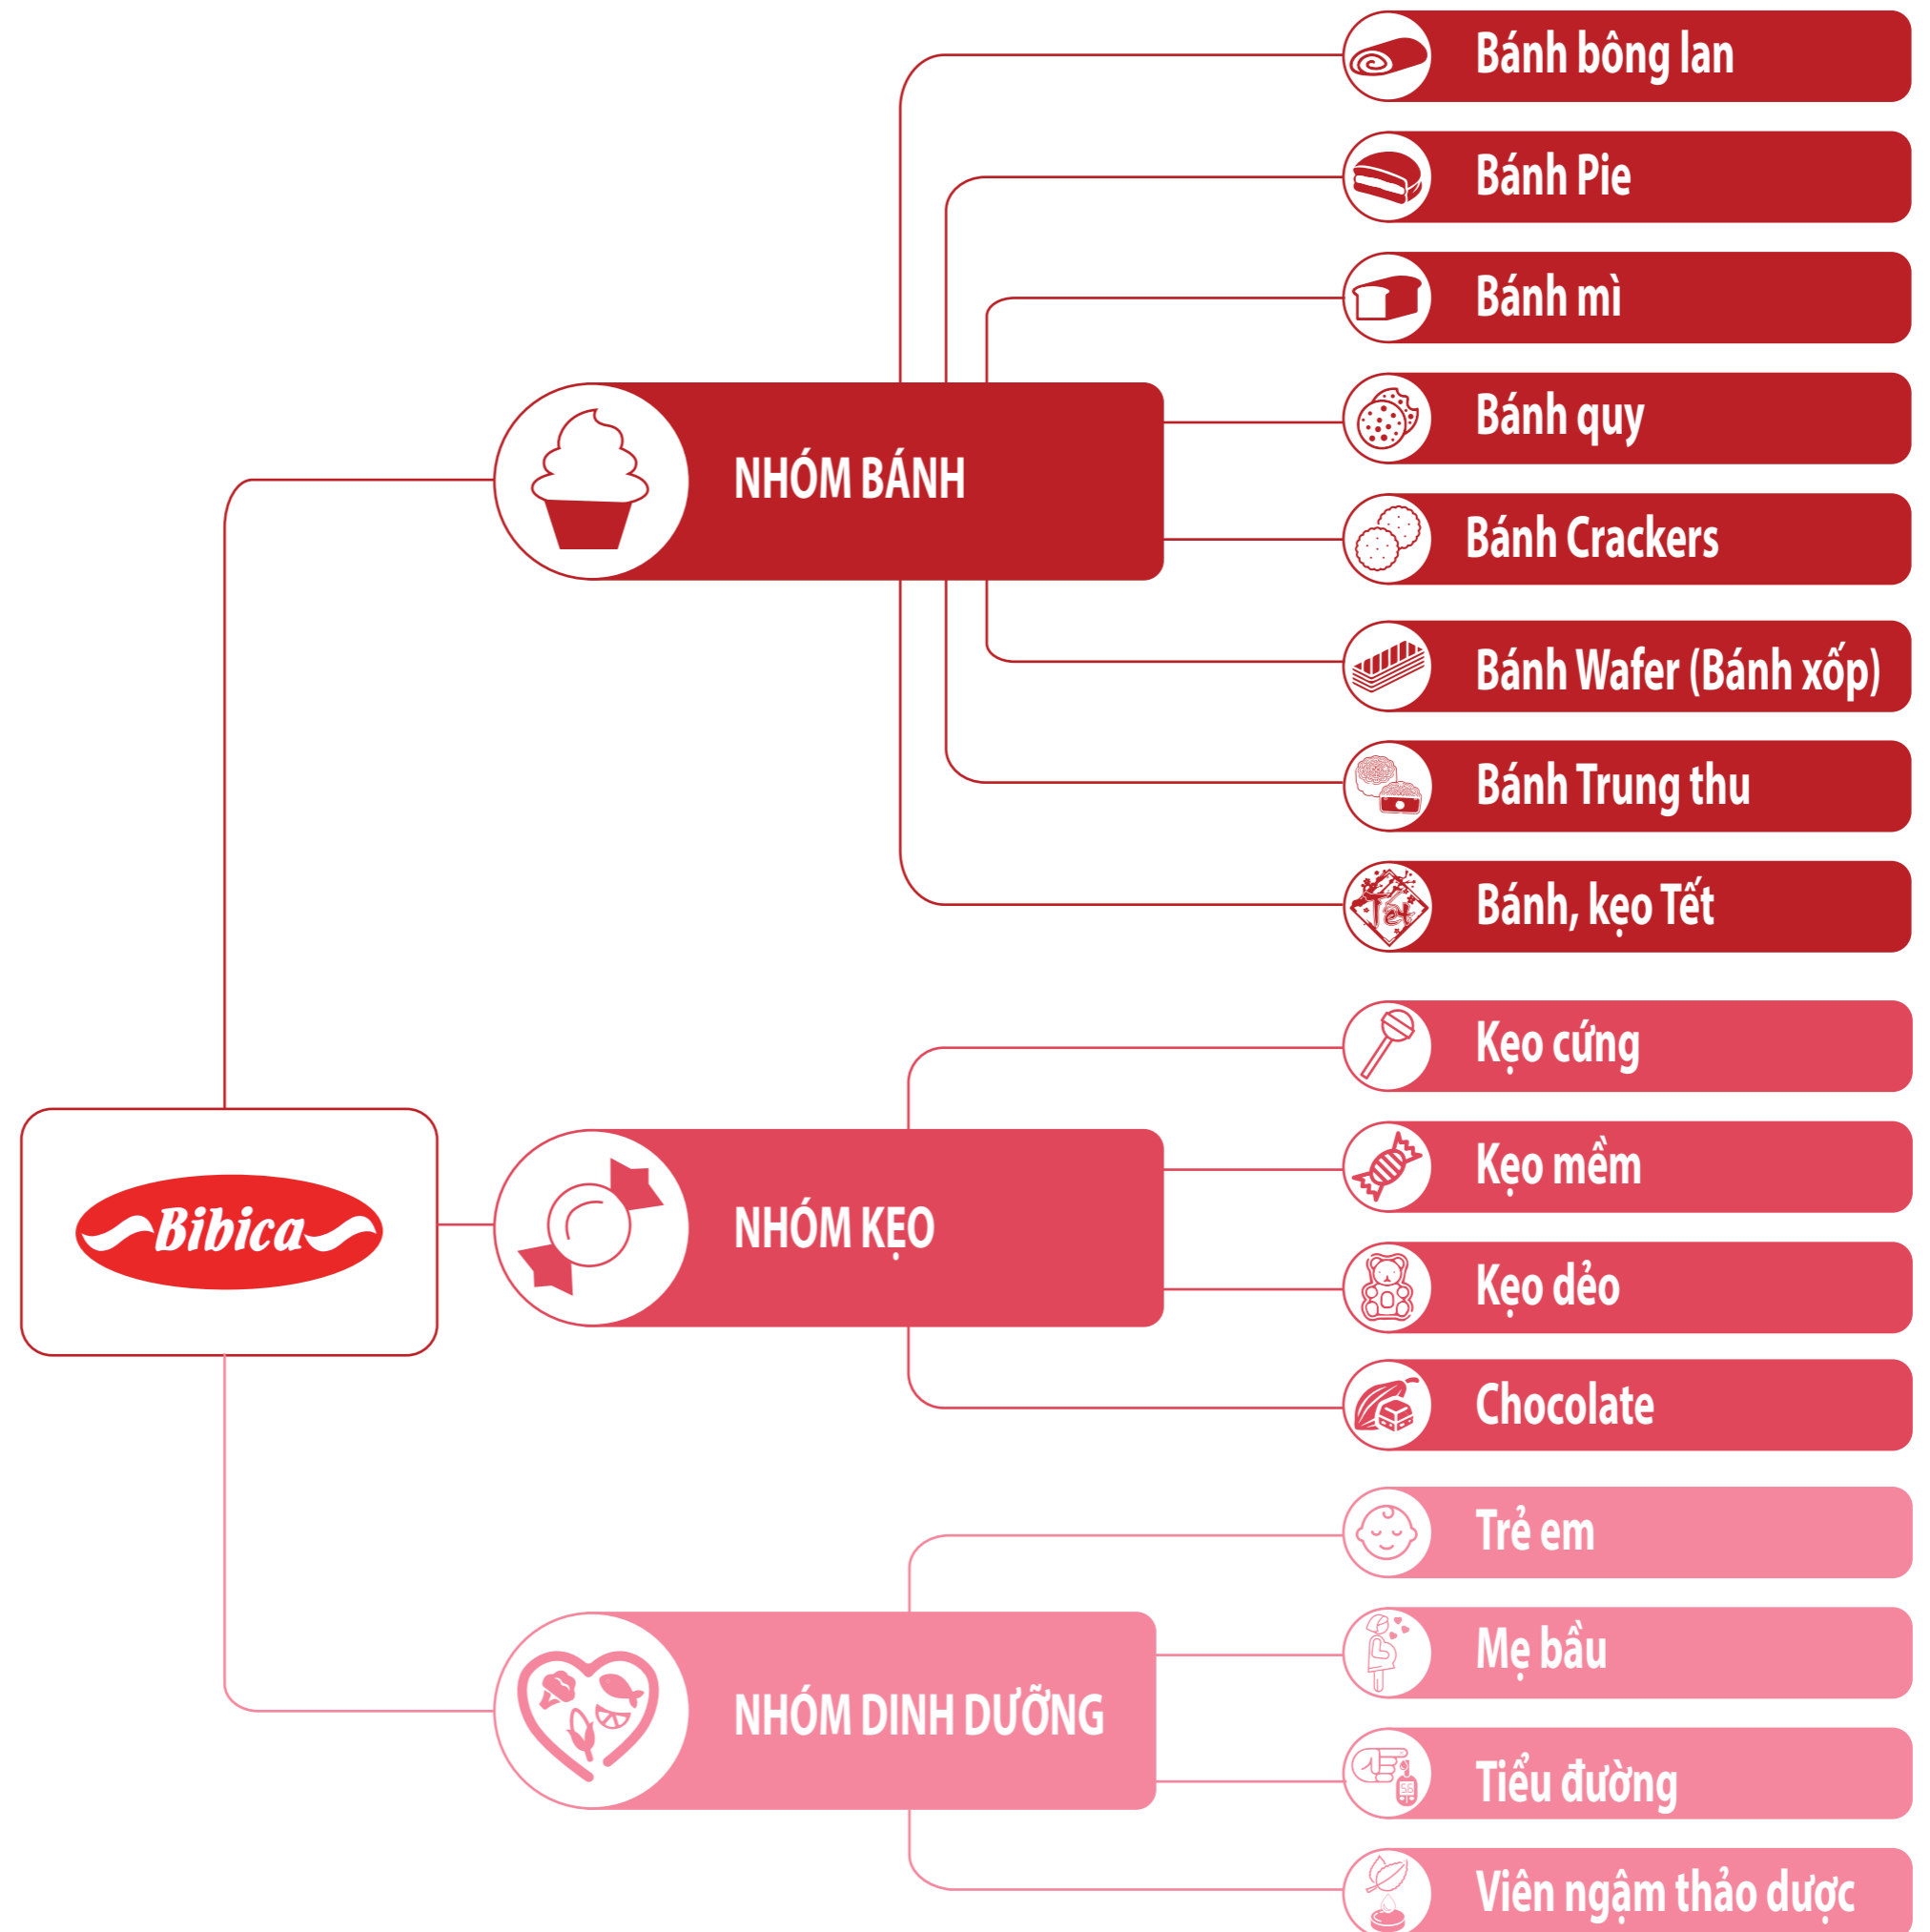 Bánh bông lan
Bánh Pie
Bánh mì
Bánh quy
NHÓM BÁNH
Bánh Crackers
Bánh Wafer (Bánh xốp)
Bánh Trung thu
Bánh, kẹo Tết
Tết
Kẹo cứng
Kẹo mềm
Bibica
NHÓM KẸO
Kẹo dẻo
Chocolate
Trẻ em
Mẹ bầu
NHÓM DINH DƯỠNG
Tiểu đường
56
Viên ngậm thảo dược